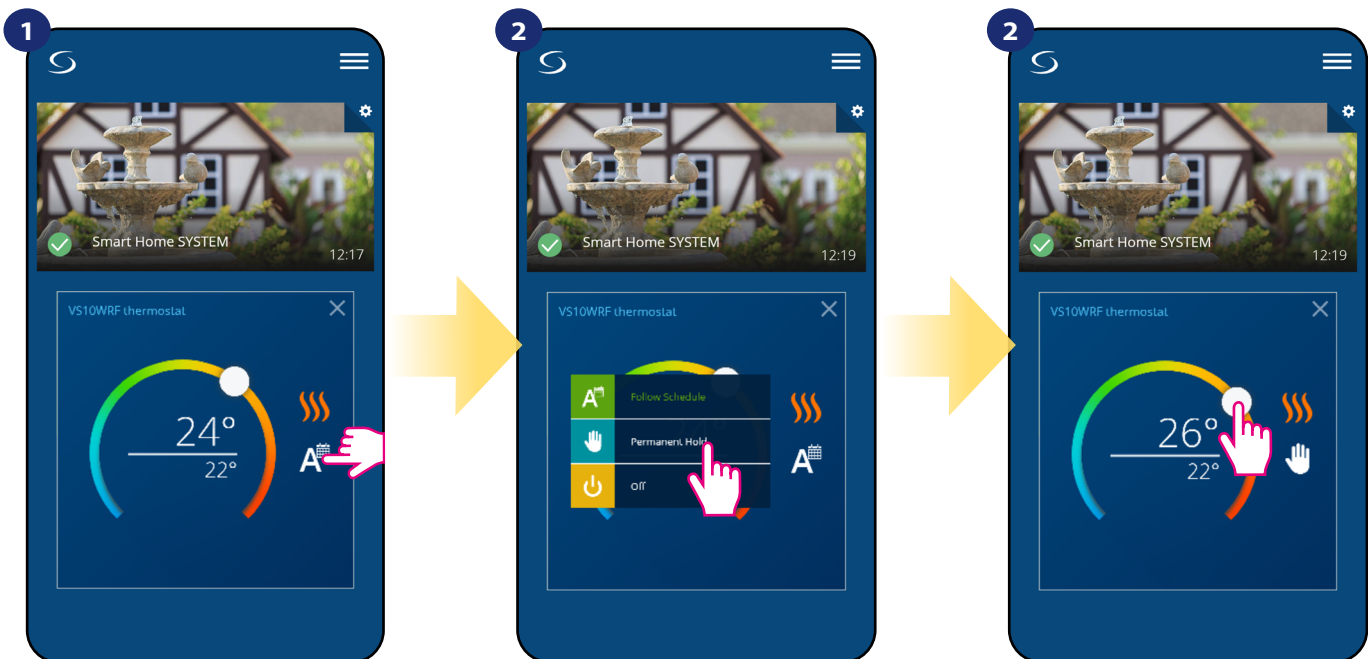 1
Smart Home SYSTEM
12:17
VS10WRF thermostat
24°
22°
A
2
Smart Home SYSTEM
12:19
VS10WRF thermostat
A
Follow Schedule
Permanent Hold
Off
A
2
Smart Home SYSTEM
12:19
VS10WRF thermostat
26°
22°